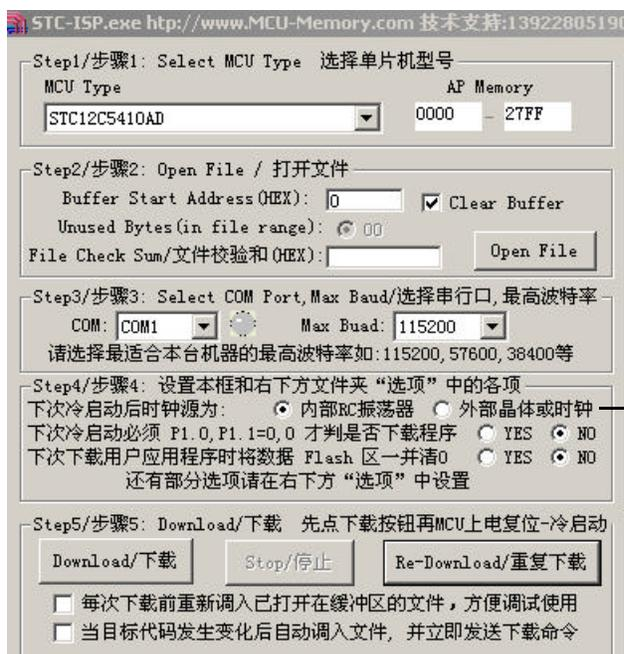 STC-ISP.exe http://www.MCU-Memory.com 技术支持:13922805190
Step1/步骤1: Select MCU Type 选择单片机型号
MCU Type AP Memory
STC12C5410AD 0000 - 27FF
Step2/步骤2: Open File / 打开文件
Buffer Start Address(HEX): 0 Clear Buffer
Unused Bytes(in file range): 00
File Check Sum/文件校验和(HEX): Open File
Step3/步骤3: Select COM Port,Max Baud/选择串行口,最高波特率
COM: COM1 Max Buad: 115200
请选择最适合本台机器的最高波特率如:115200,57600,38400等
Step4/步骤4: 设置本框和右下方文件夹“选项”中的各项
下次冷启动后时钟源为: 内部RC振荡器 外部晶体或时钟
下次冷启动必须 P1.0,P1.1=0,0 才判是否下载程序 YES NO
下次下载用户应用程序时将数据 Flash 区一并清0 YES NO
还有部分选项请在右下方“选项”中设置
Step5/步骤5: Download/下载 先点下载按钮再MCU上电复位-冷启动
Download/下载 Stop/停止 Re-Download/重复下载
每次下载前重新调入已打开在缓冲区的文件,方便调试使用
当目标代码发生变化后自动调入文件, 并立即发送下载命令